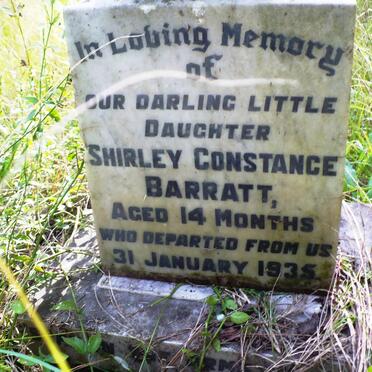 In Loving Memory
of
OUR DARLING LITTLE
DAUGHTER
SHIRLEY CONSTANCE
BARRATT,
AGED 14 MONTHS
WHO DEPARTED FROM US
31 JANUARY 1935